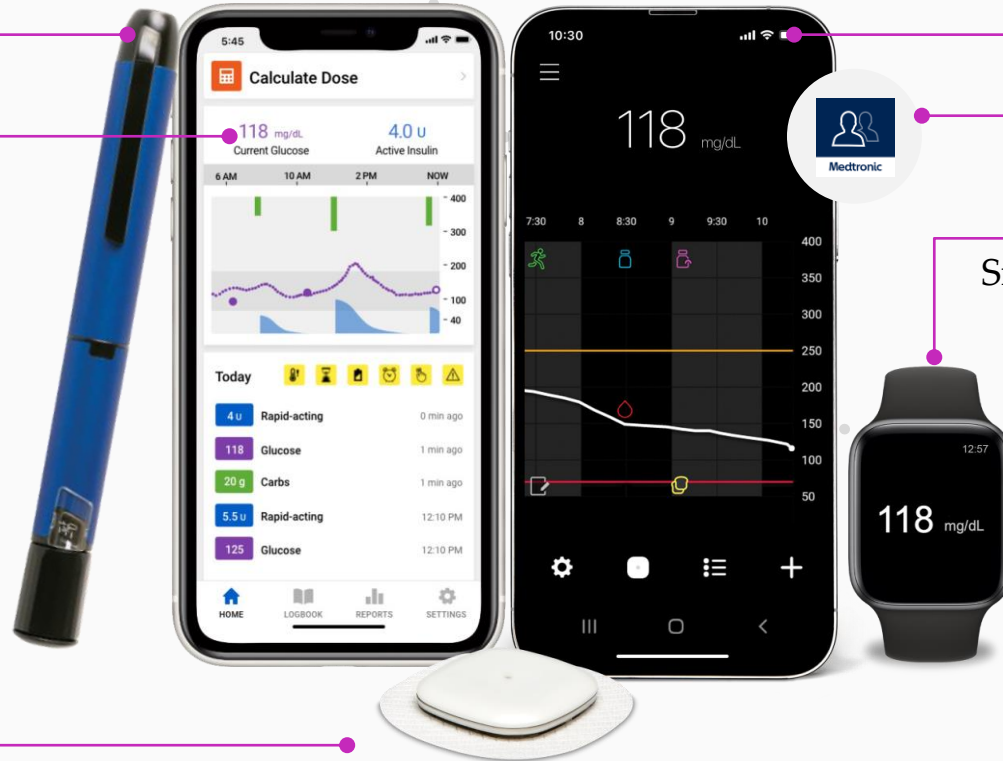 5:45
Calculate Dose
118 mg/dL
Current Glucose
4.0 U
Active Insulin
6 AM 10 AM 2 PM NOW
400
300
200
100
40
Today
4 U Rapid-acting 0 min ago
118 Glucose 1 min ago
20 g Carbs 1 min ago
5.5 U Rapid-acting 12:10 PM
125 Glucose 12:10 PM
HOME LOGBOOK REPORTS SETTINGS
10:30
118 mg/dL
7:30 8 8:30 9 9:30 10
400
350
300
250
200
150
100
50
Medtronic
12:57
118 mg/dL